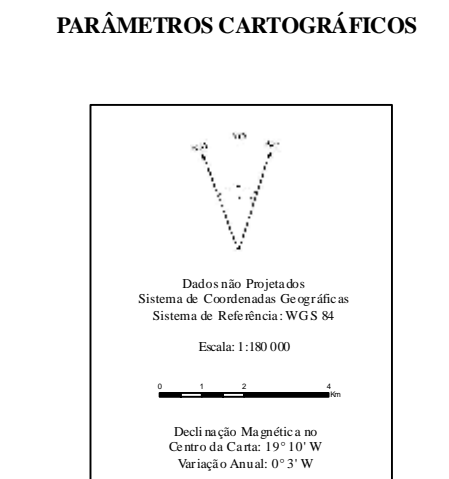 PARÂMETROS CARTOGRÁFICOS
Dados não Projetados
Sistema de Coordenadas Geográficas
Sistema de Referência: WGS 84
Escala: 1:180 000
0 1 2 4
Km
Declinação Magnética no
Centro da Carta: 19° 10' W
Variação Anual: 0° 3' W